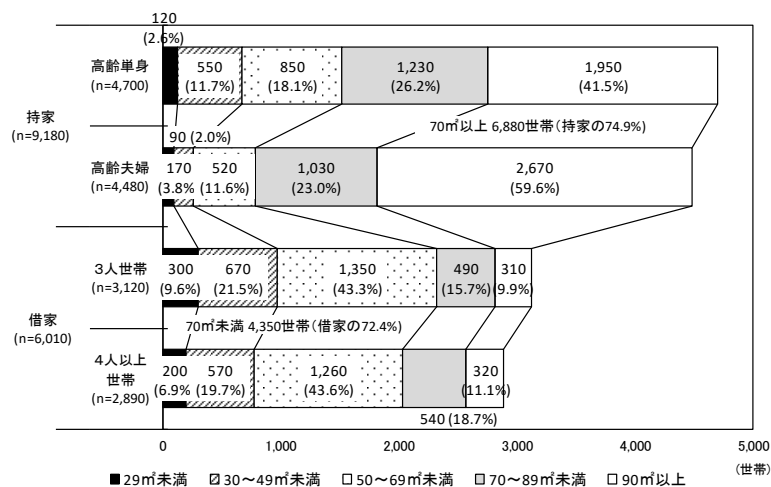 120
(2.6%)
高齢単身
(n=4,700)
550
(11.7%)
850
(18.1%)
1,230
(26.2%)
1,950
(41.5%)
持家
(n=9,180)
90 (2.0%)
70㎡以上 6,880世帯(持家の74.9%)
高齢夫婦
(n=4,480)
170
(3.8%
520
(11.6%)
1,030
(23.0%)
2,670
(59.6%)
3人世帯
(n=3,120)
300
(9.6%)
670
(21.5%)
1,350
(43.3%)
490
(15.7%)
310
(9.9%)
借家
(n=6,010)
70㎡未満 4,350世帯(借家の72.4%)
4人以上
世帯
(n=2,890)
200
(6.9%
570
(19.7%)
1,260
(43.6%)
320
(11.1%)
540 (18.7%)
0 1,000 2,000 3,000 4,000 5,000
(世帯)
29㎡未満 30～49㎡未満 50～69㎡未満 70～89㎡未満 90㎡以上